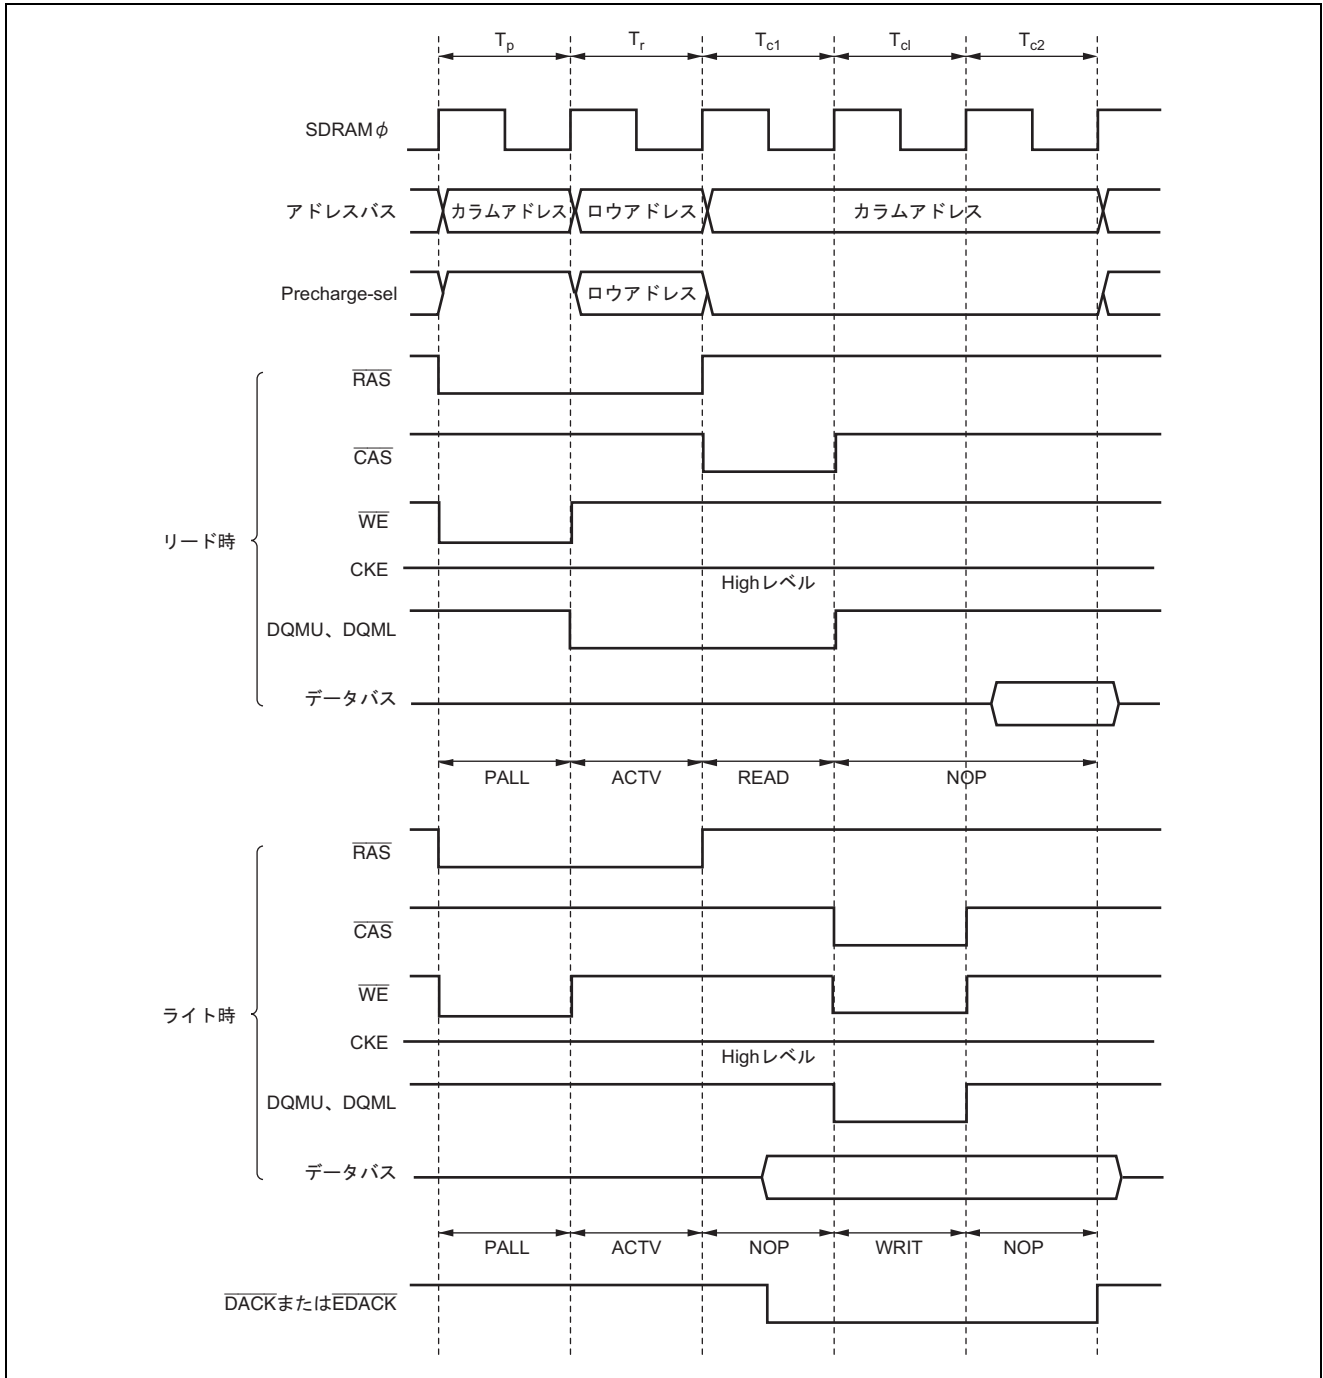 Tp Tr Tc1 Tcl Tc2
SDRAMφ
アドレスバス カラムアドレス ロウアドレス カラムアドレス
Precharge-sel ロウアドレス
リード時
RAS
CAS
WE
CKE Highレベル
DQMU、DQML
データバス
PALL ACTV READ NOP
ライト時
RAS
CAS
WE
CKE Highレベル
DQMU、DQML
データバス
PALL ACTV NOP WRIT NOP
DACKまたはEDACK